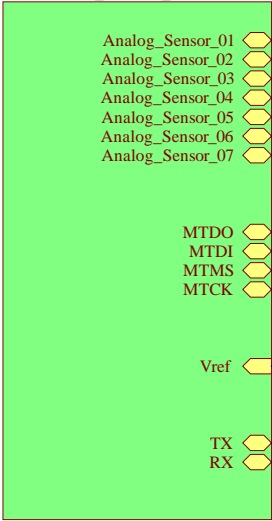 Analog_Sensor_01
Analog_Sensor_02
Analog_Sensor_03
Analog_Sensor_04
Analog_Sensor_05
Analog_Sensor_06
Analog_Sensor_07
MTDO
MTDI
MTMS
MTCK
Vref
TX
RX